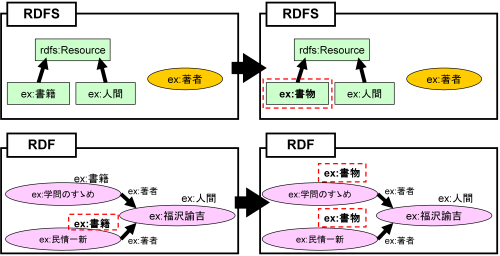 RDFS
rdfs:Resource
ex:書籍
ex:人間
ex:著者
RDFS
rdfs:Resource
ex:書物
ex:人間
ex:著者
RDF
ex:書籍
ex:学問のすゝめ
ex:著者
ex:人間
ex:書籍
ex:福沢諭吉
ex:民情一新
ex:著者
RDF
ex:書物
ex:学問のすゝめ
ex:著者
ex:人間
ex:書物
ex:福沢諭吉
ex:民情一新
ex:著者